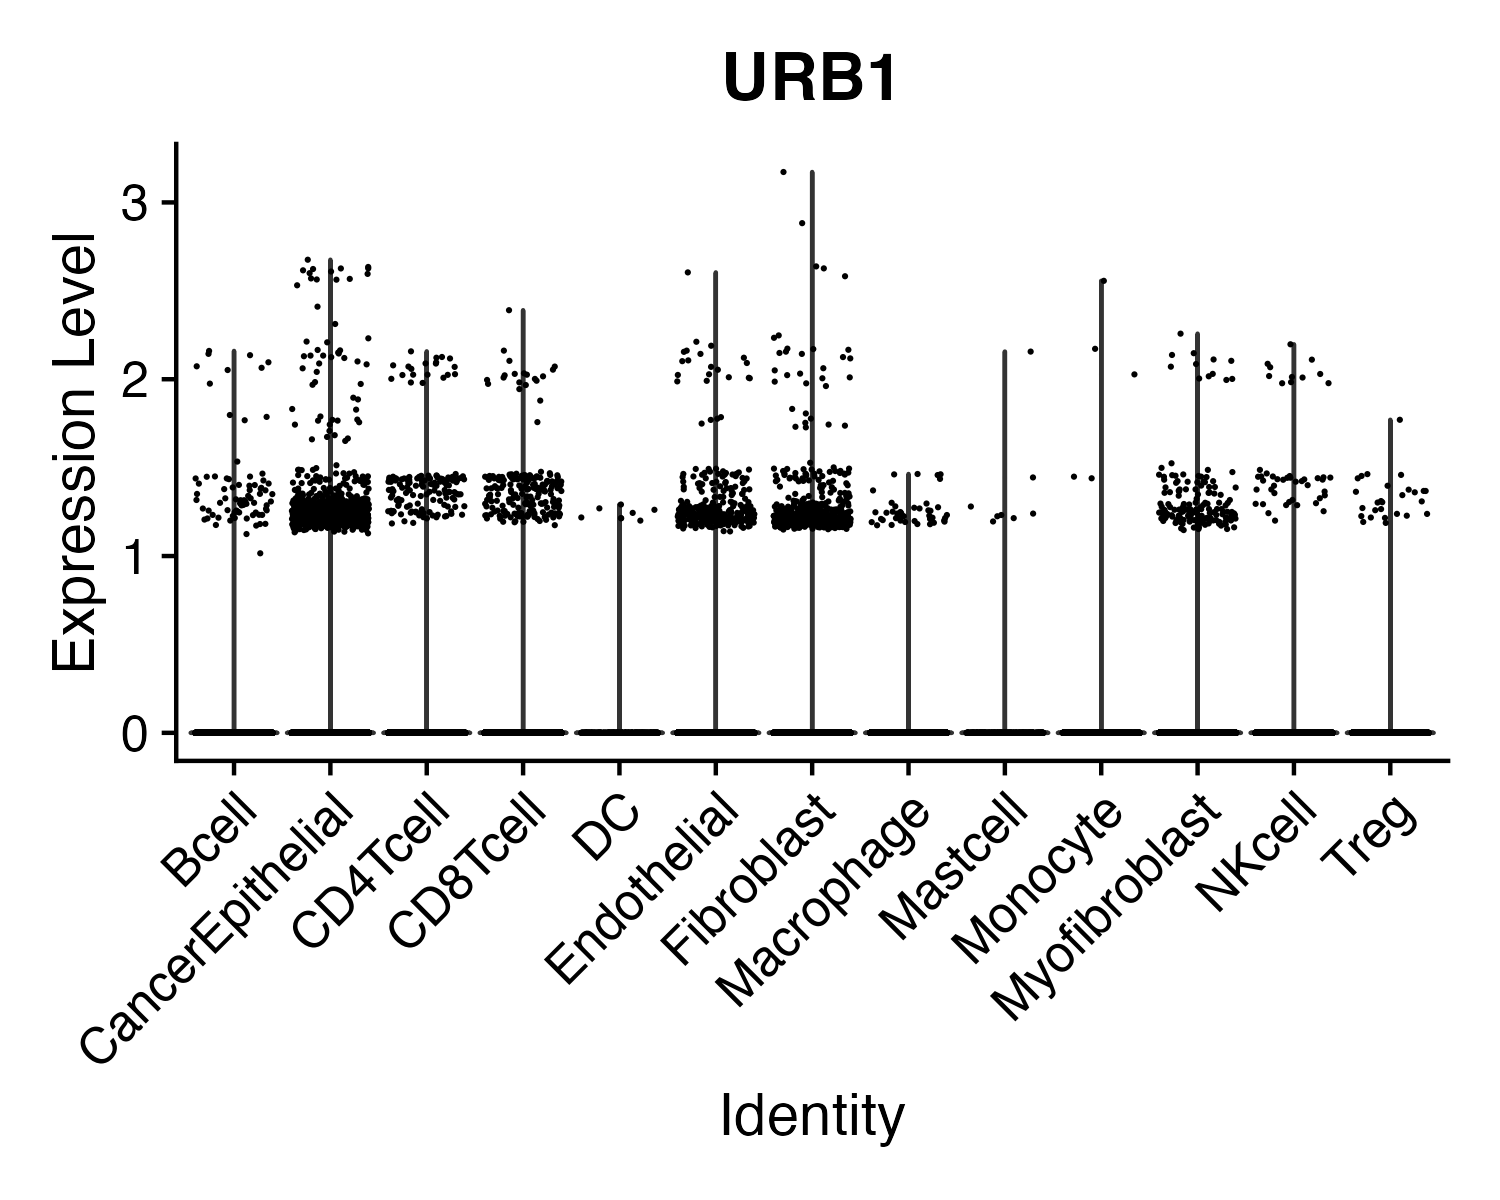 URB1
Expression Level
3
2
1
0
Bcell
CancerEpithelial
CD4Tcell
CD8Tcell
DC
Endothelial
Fibroblast
Macrophage
Mastcell
Monocyte
Myofibroblast
NKcell
Treg
Identity